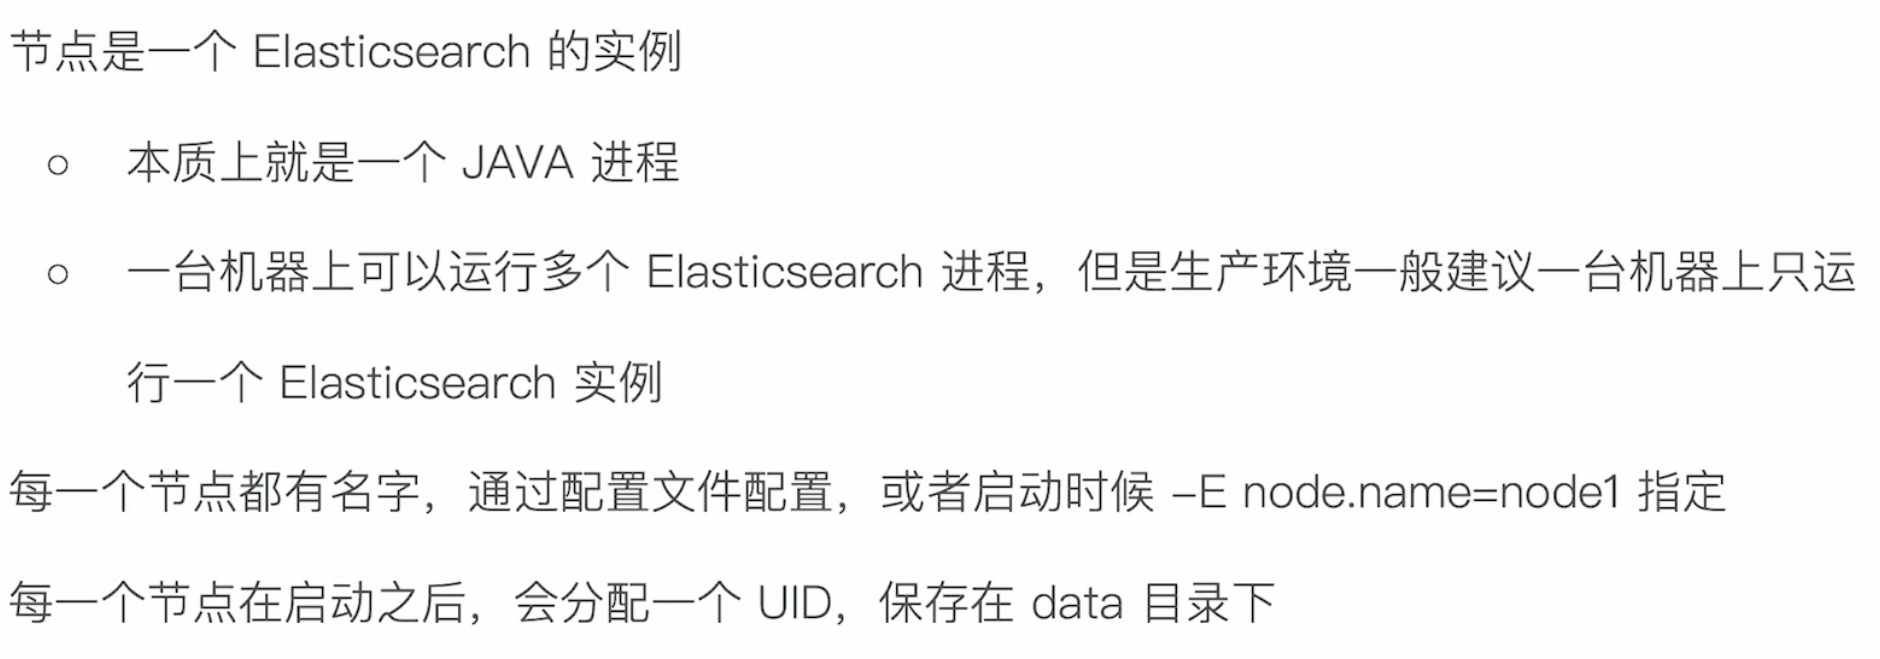 节点是一个 Elasticsearch 的实例
○ 本质上就是一个 JAVA 进程
○ 一台机器上可以运行多个 Elasticsearch 进程，但是生产环境一般建议一台机器上只运
行一个 Elasticsearch 实例
每一个节点都有名字，通过配置文件配置，或者启动时候 –E node.name=node1 指定
每一个节点在启动之后，会分配一个 UID，保存在 data 目录下